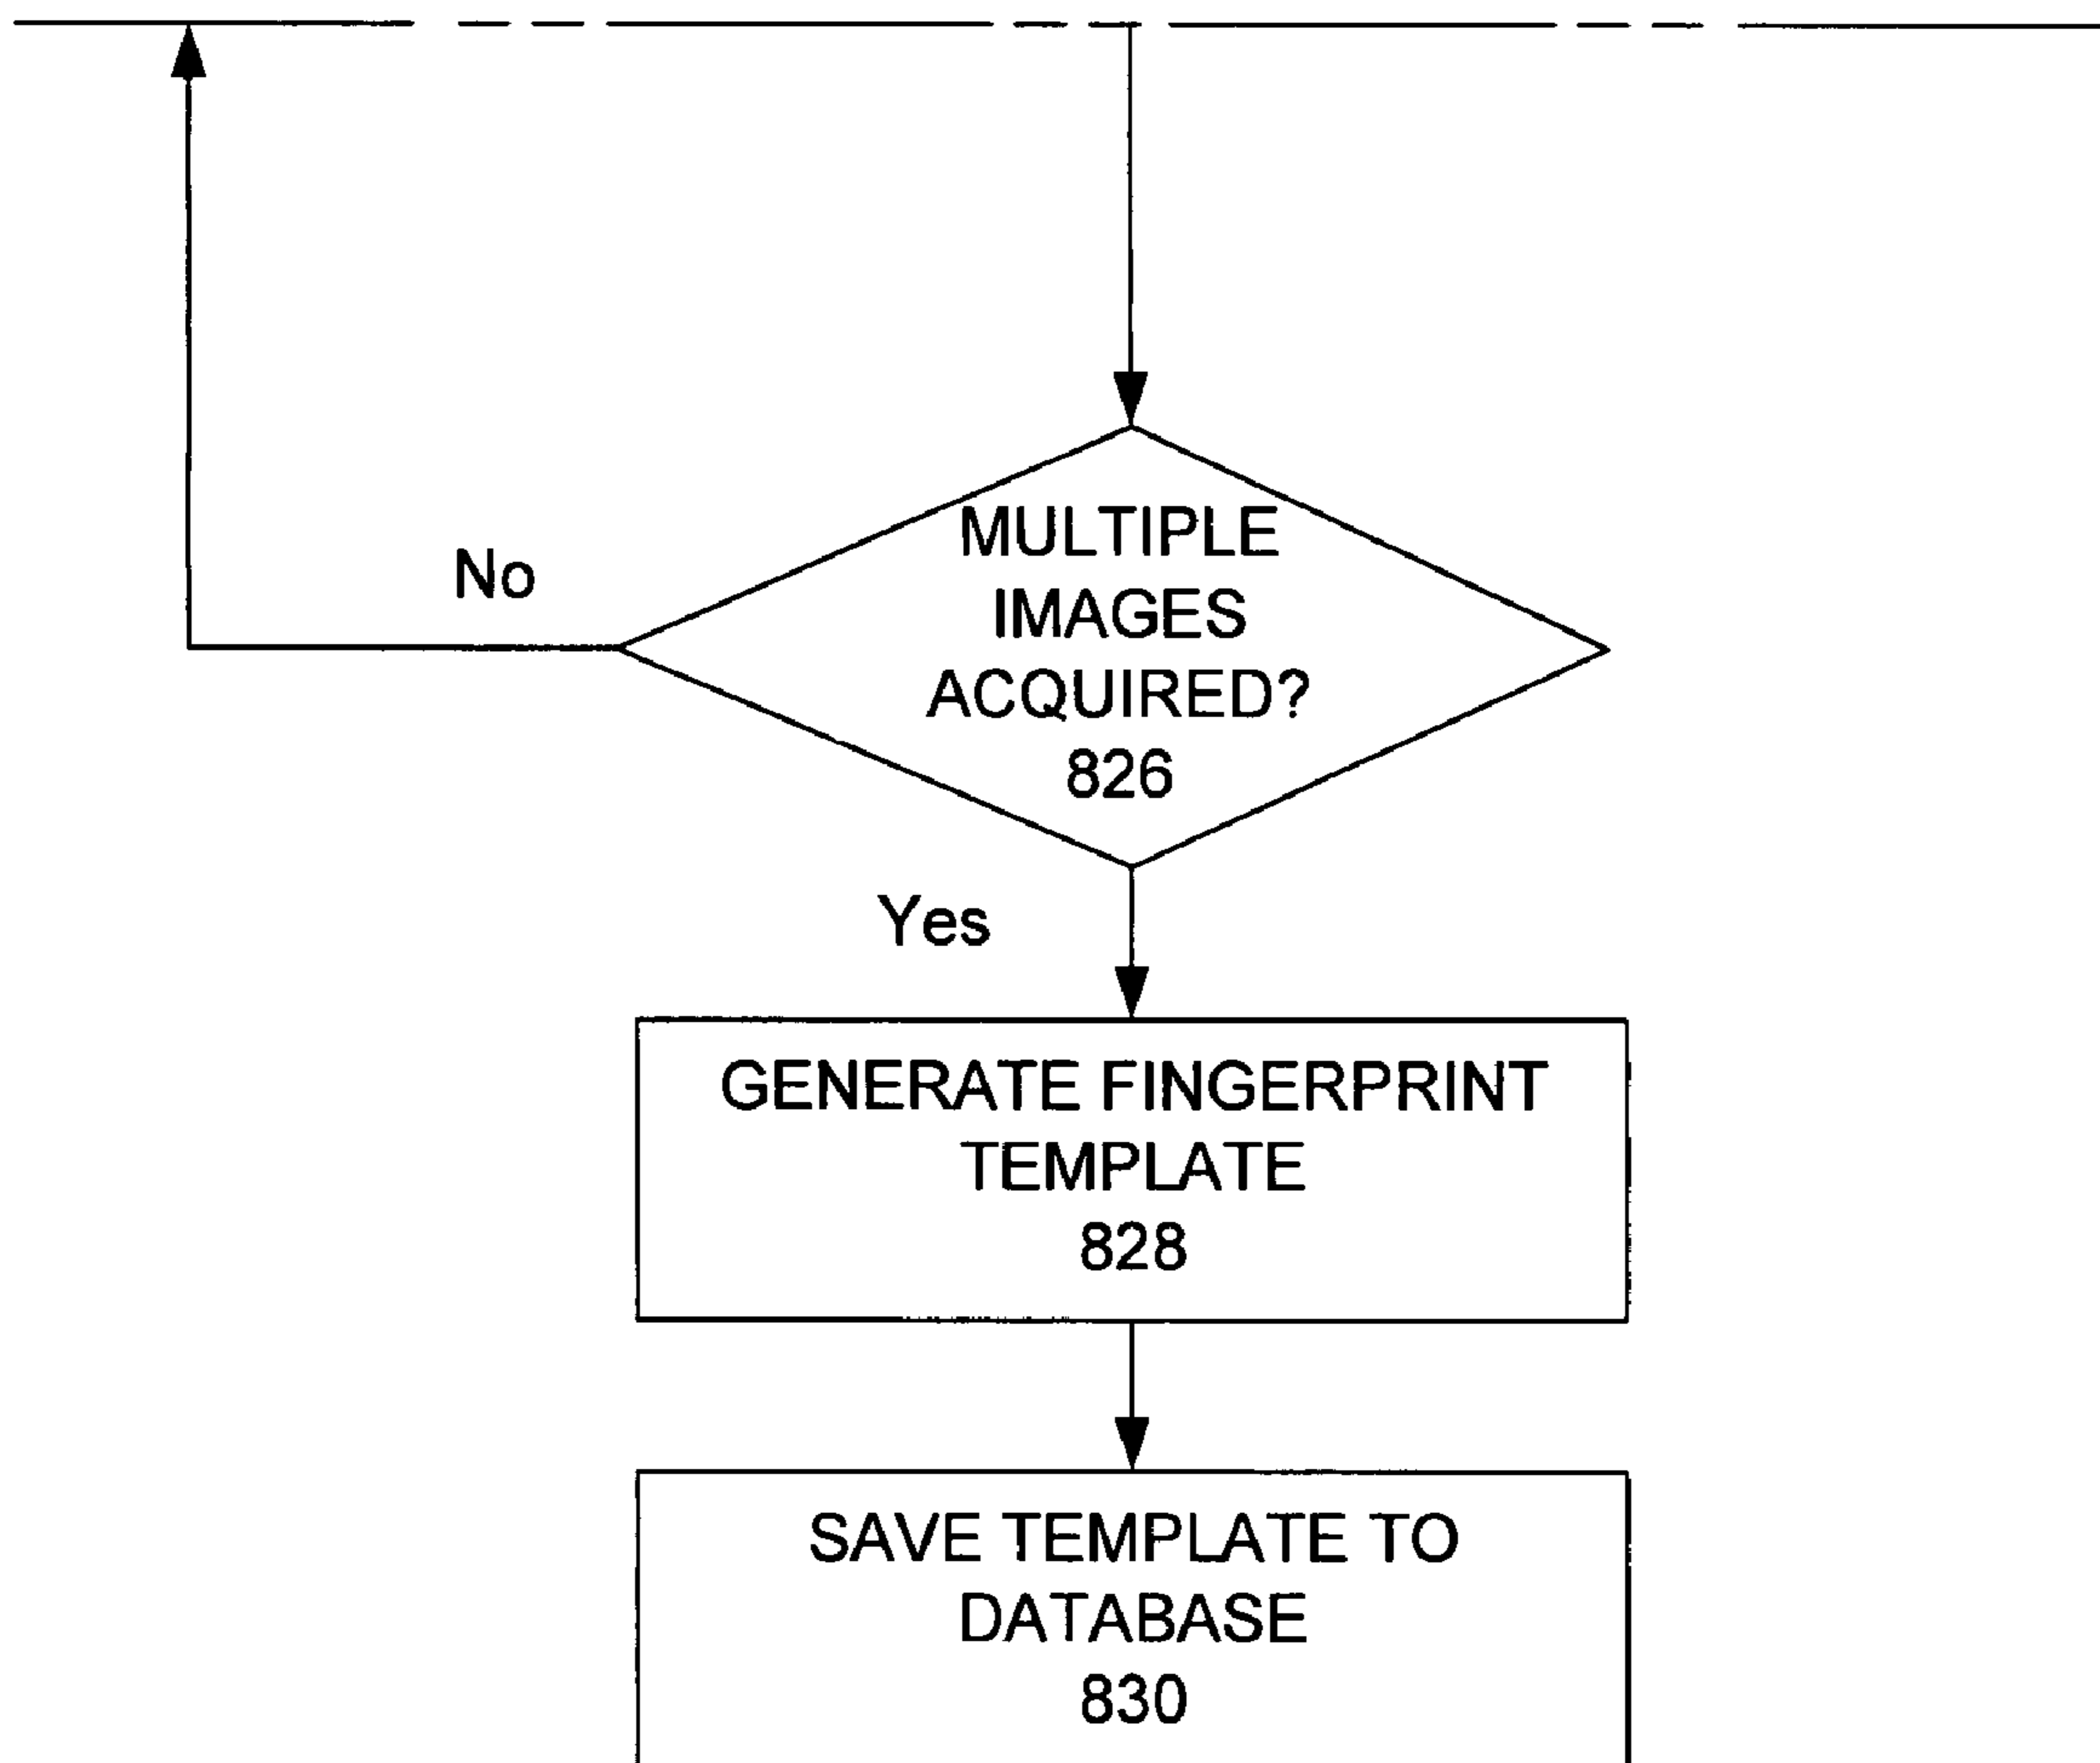 MULTIPLE
IMAGES
ACQUIRED?
826
No
Yes
GENERATE FINGERPRINT
TEMPLATE
828
SAVE TEMPLATE TO
DATABASE
830